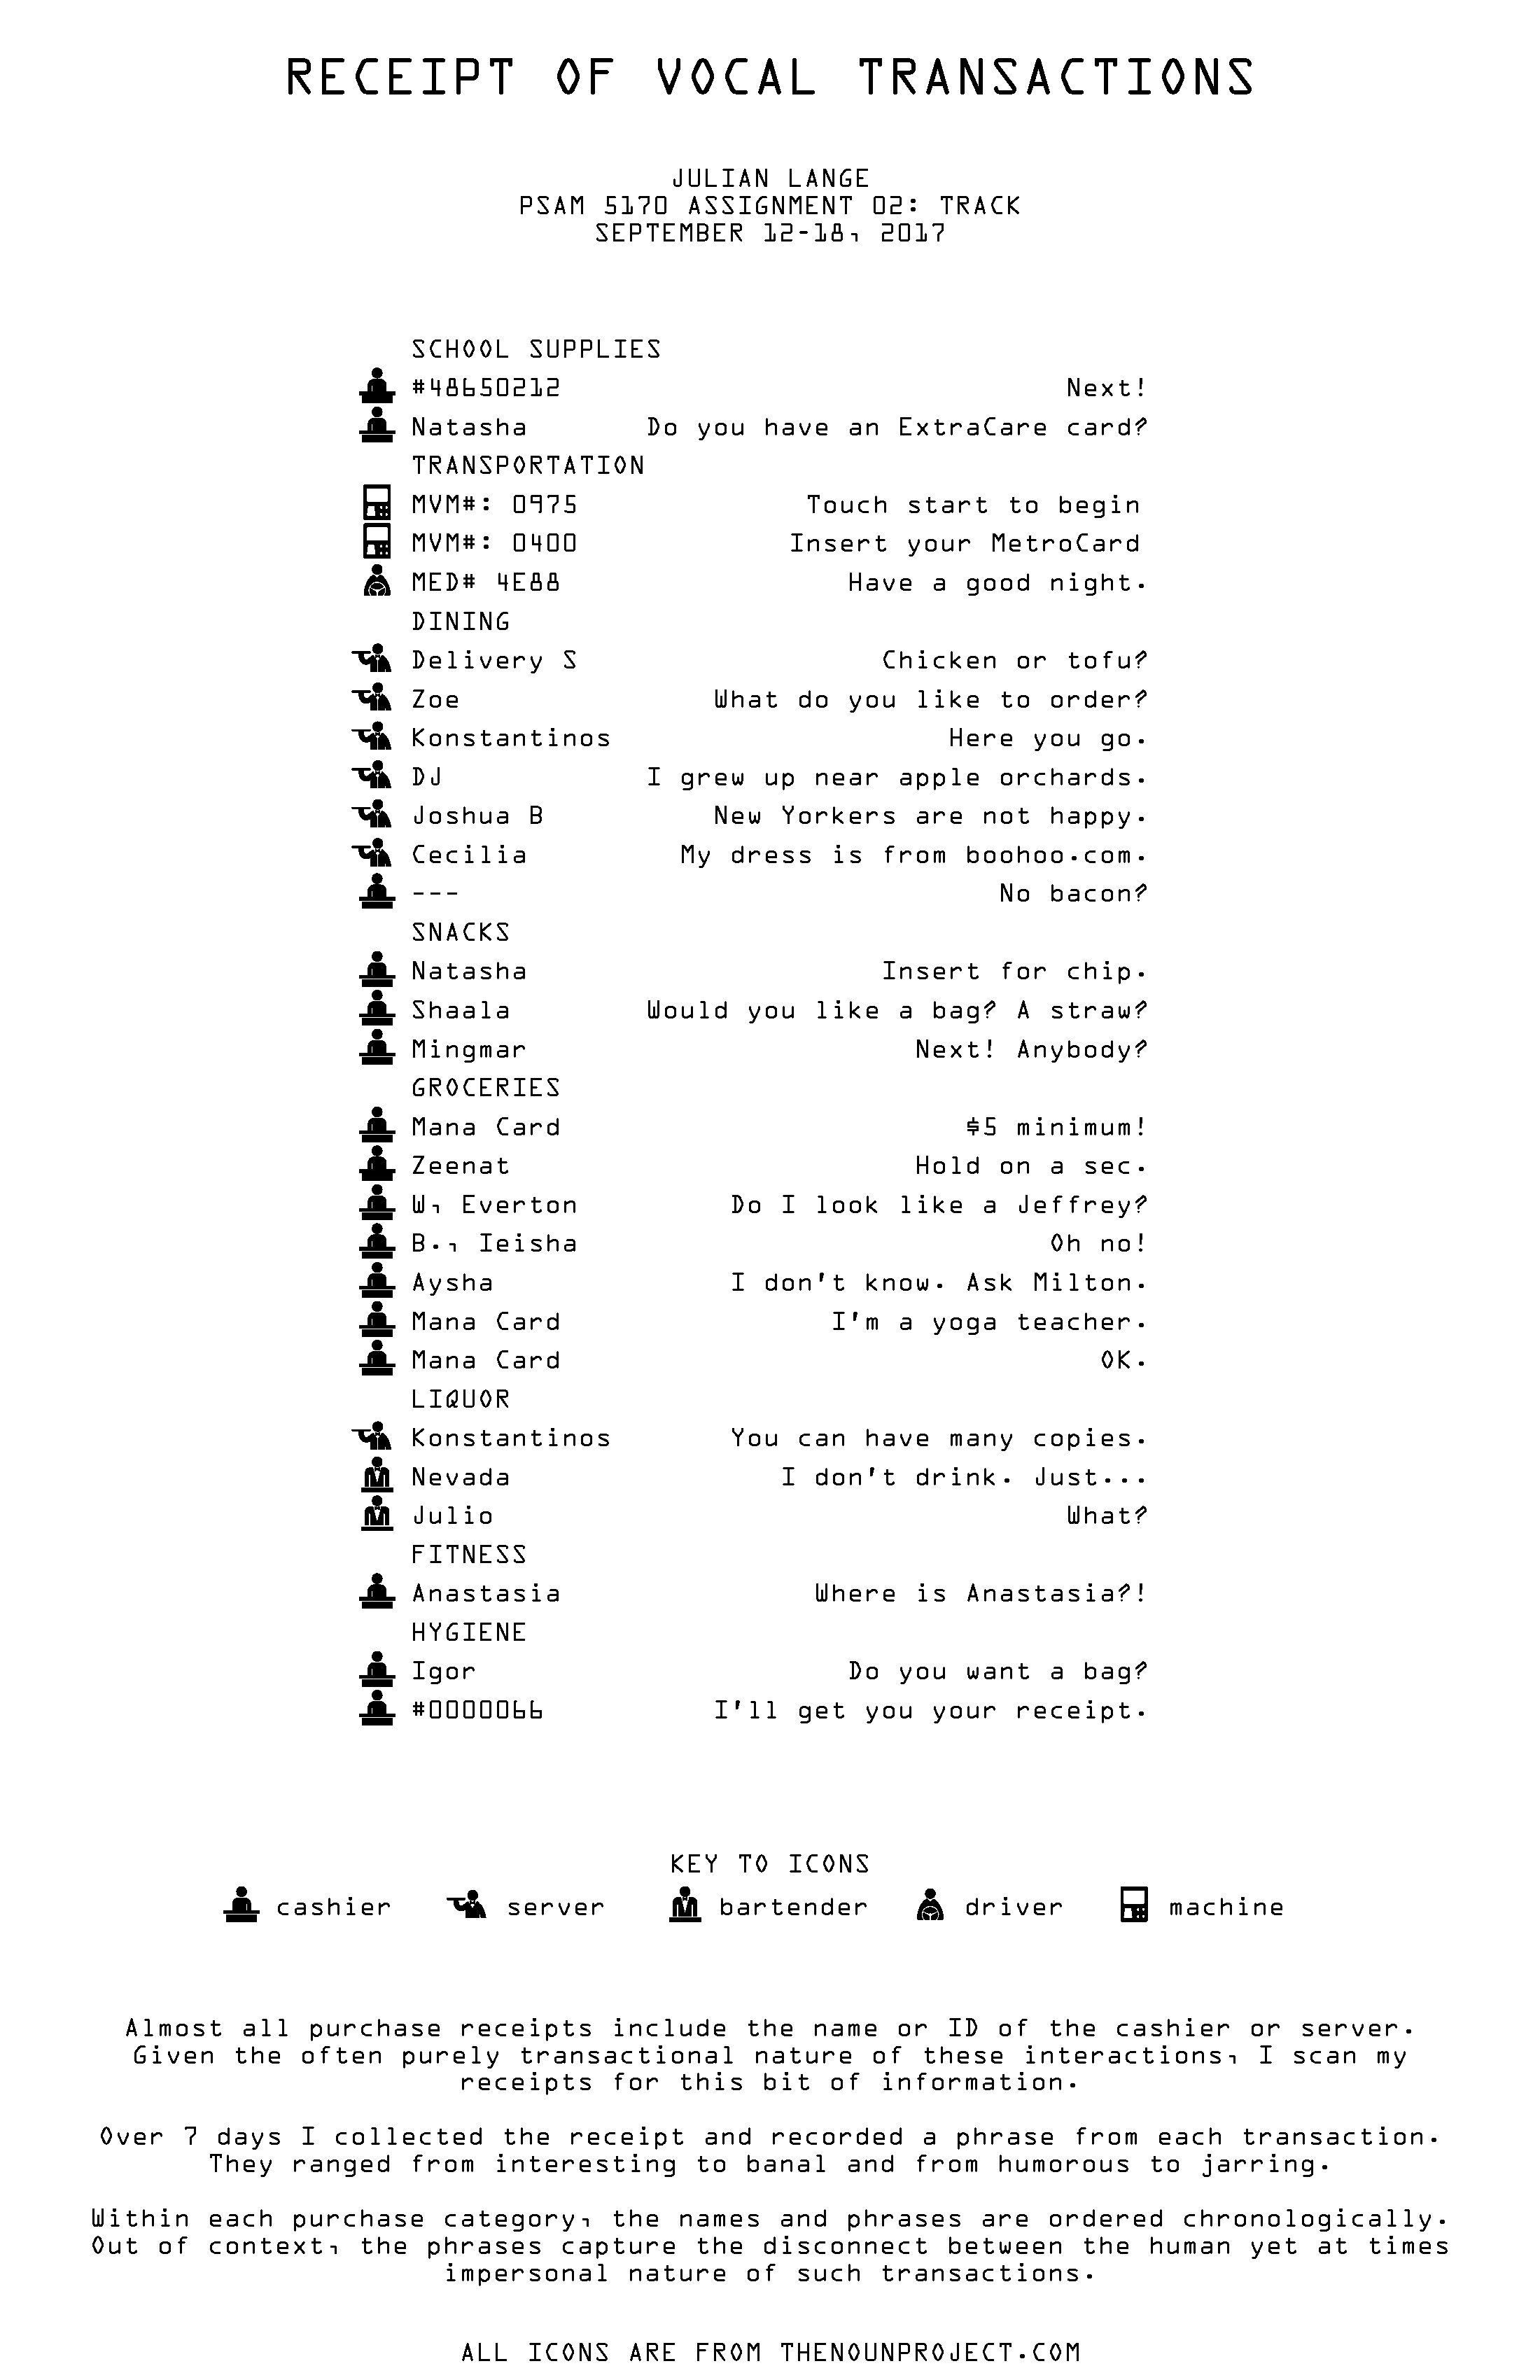 RECEIPT OF VOCAL TRANSACTIONS
JULIAN LANGE
PSAM 5170 ASSIGNMENT 02: TRACK
SEPTEMBER 12-18, 2017
SCHOOL SUPPLIES
#48650212 Next!
Natasha Do you have an ExtraCare card?
TRANSPORTATION
MVM#: 0975 Touch start to begin
MVM#: 0400 Insert your MetroCard
MED# 4E88 Have a good night.
DINING
Delivery S Chicken or tofu?
Zoe What do you like to order?
Konstantinos Here you go.
DJ I grew up near apple orchards.
Joshua B New Yorkers are not happy.
Cecilia My dress is from boohoo.com.
--- No bacon?
SNACKS
Natasha Insert for chip.
Shaala Would you like a bag? A straw?
Mingmar Next! Anybody?
GROCERIES
Mana Card $5 minimum!
Zeenat Hold on a sec.
W, Everton Do I look like a Jeffrey?
B., Ieisha Oh no!
Aysha I don't know. Ask Milton.
Mana Card I'm a yoga teacher.
Mana Card OK.
LIQUOR
Konstantinos You can have many copies.
Nevada I don't drink. Just...
Julio What?
FITNESS
Anastasia Where is Anastasia?!
HYGIENE
Igor Do you want a bag?
#0000066 I'll get you your receipt.
KEY TO ICONS
cashier server bartender driver machine
Almost all purchase receipts include the name or ID of the cashier or server.
Given the often purely transactional nature of these interactions, I scan my
receipts for this bit of information.
Over 7 days I collected the receipt and recorded a phrase from each transaction.
They ranged from interesting to banal and from humorous to jarring.
Within each purchase category, the names and phrases are ordered chronologically.
Out of context, the phrases capture the disconnect between the human yet at times
impersonal nature of such transactions.
ALL ICONS ARE FROM THENOUNPROJECT.COM